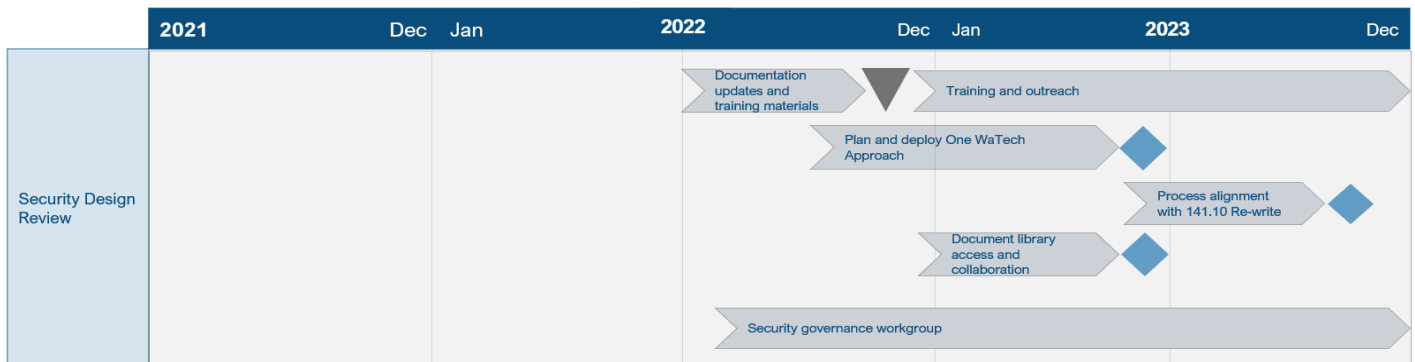 2021 Dec Jan 2022 Dec Jan 2023 Dec
Security Design
Review
Documentation
updates and
training materials
Training and outreach
Plan and deploy One WaTech
Approach
Process alignment
with 141.10 Re-write
Document library
access and
collaboration
Security governance workgroup